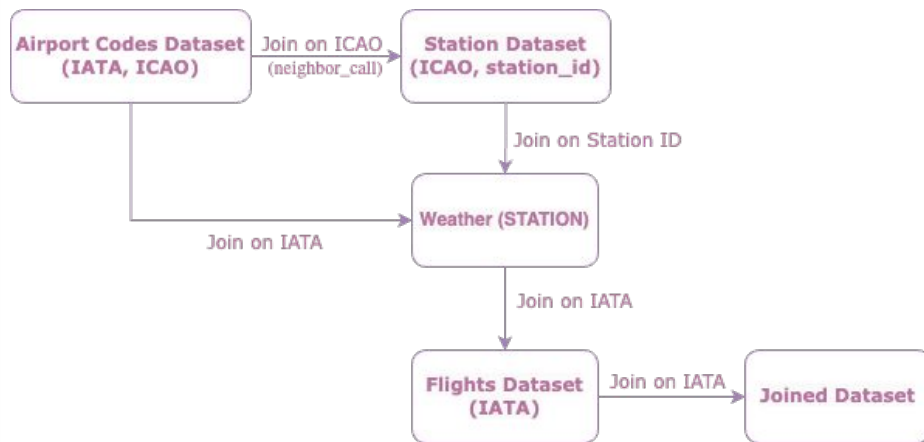 Airport Codes Dataset
(IATA, ICAO)
Join on ICAO
(neighbor_call)
Station Dataset
(ICAO, station_id)
Join on Station ID
Weather (STATION)
Join on IATA
Join on IATA
Flights Dataset
(IATA)
Join on IATA
Joined Dataset